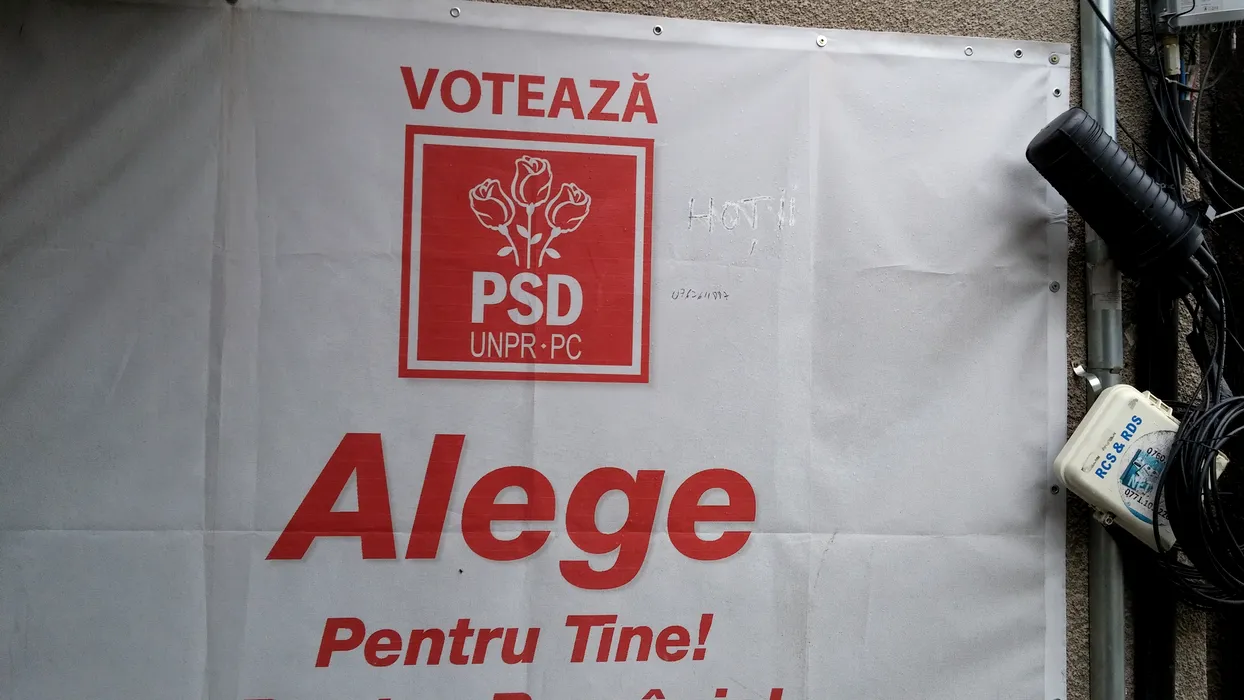 VOTEAZĂ
PSD
UNPR·PC
HOȚII
Alege
Pentru Tine!
RCS & RDS